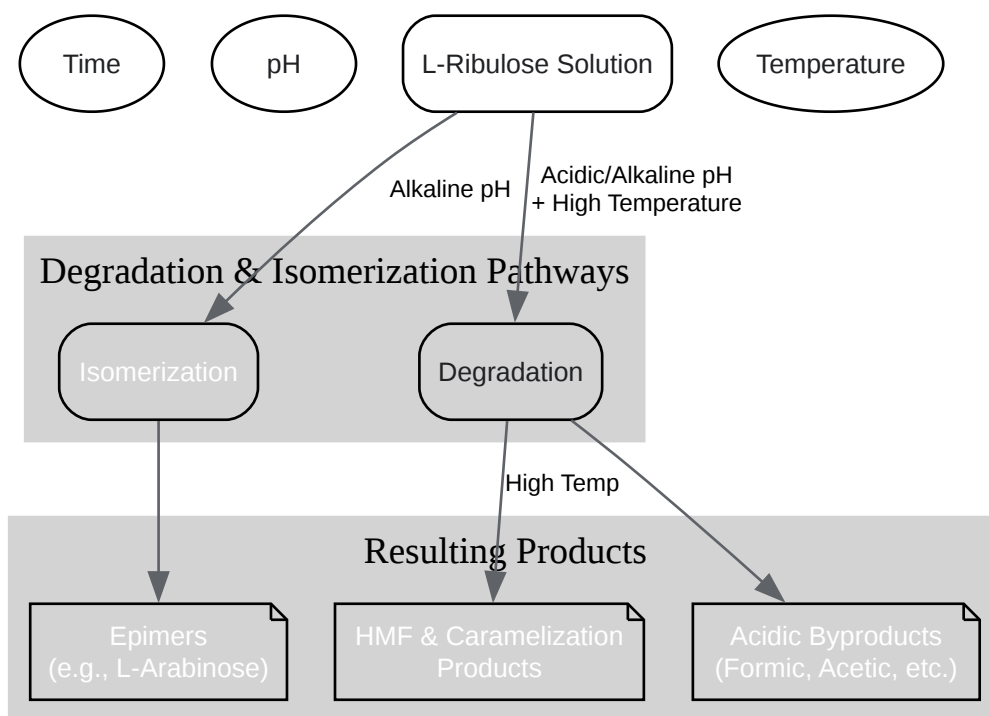 Time
pH
L-Ribulose Solution
Temperature
Alkaline pH
Acidic/Alkaline pH
+ High Temperature
Degradation & Isomerization Pathways
Isomerization
Degradation
High Temp
Resulting Products
Epimers
(e.g., L-Arabinose)
HMF & Caramelization
Products
Acidic Byproducts
(Formic, Acetic, etc.)